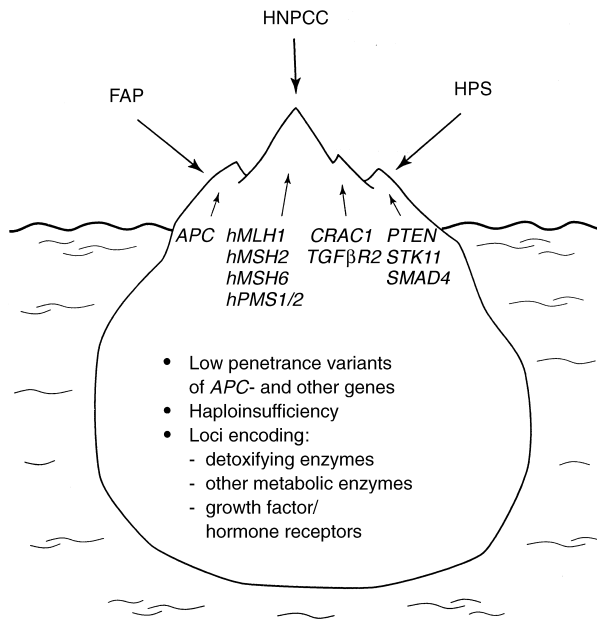 HNPCC
FAP
HPS
APC
hMLH1
hMSH2
hMSH6
hPMS1/2
CRAC1
TGFβR2
PTEN
STK11
SMAD4
• Low penetrance variants
of APC- and other genes
• Haploinsufficiency
• Loci encoding:
- detoxifying enzymes
- other metabolic enzymes
- growth factor/
hormone receptors